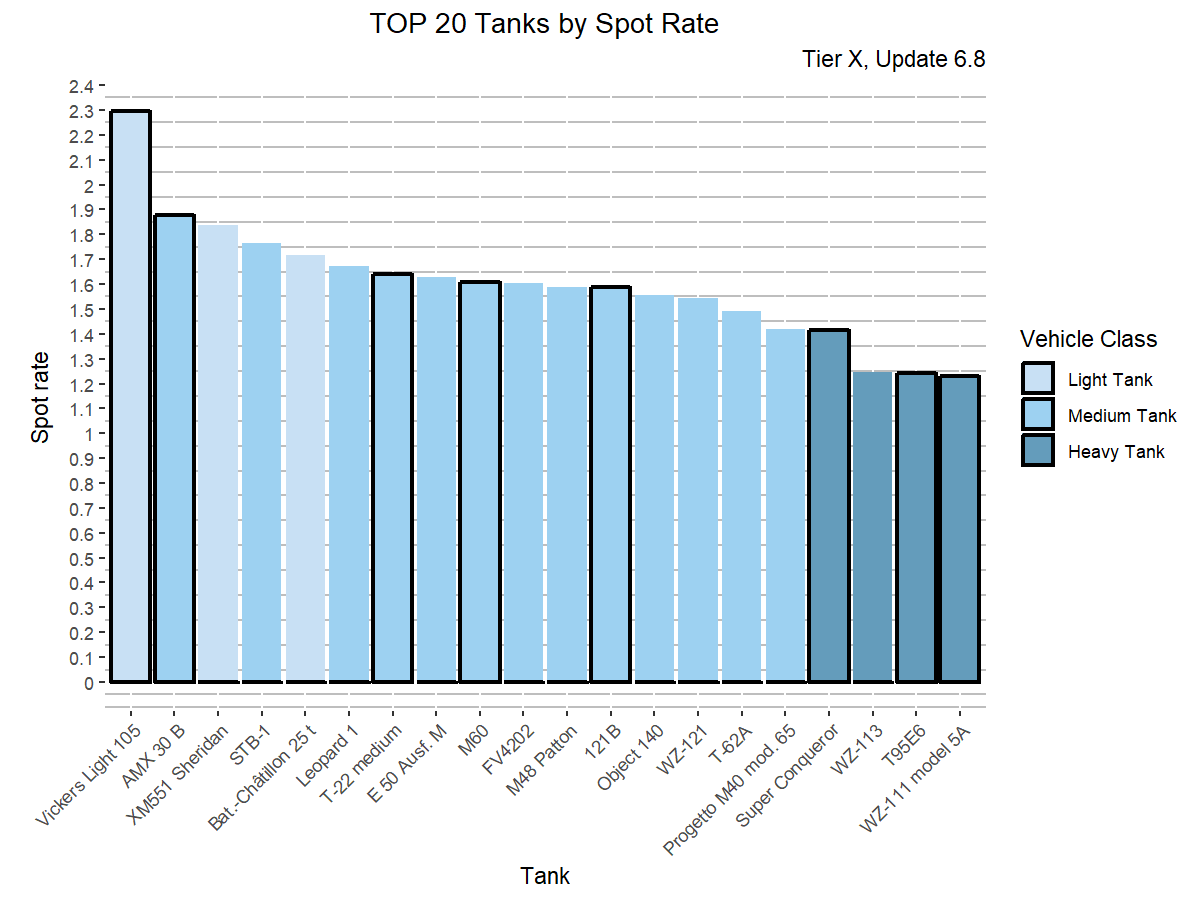 TOP 20 Tanks by Spot Rate
Tier X, Update 6.8
Spot rate
2.4
2.3
2.2
2.1
2
1.9
1.8
1.7
1.6
1.5
1.4
1.3
1.2
1.1
1
0.9
0.8
0.7
0.6
0.5
0.4
0.3
0.2
0.1
0
Vickers Light 105
AMX 30 B
XM551 Sheridan
STB-1
Bat.-Châtillon 25 t
Leopard 1
T-22 medium
E 50 Ausf. M
M60
FV4202
M48 Patton
121B
Object 140
WZ-121
T-62A
Progetto M40 mod. 65
Super Conqueror
WZ-113
T95E6
WZ-111 model 5A
Tank
Vehicle Class
Light Tank
Medium Tank
Heavy Tank